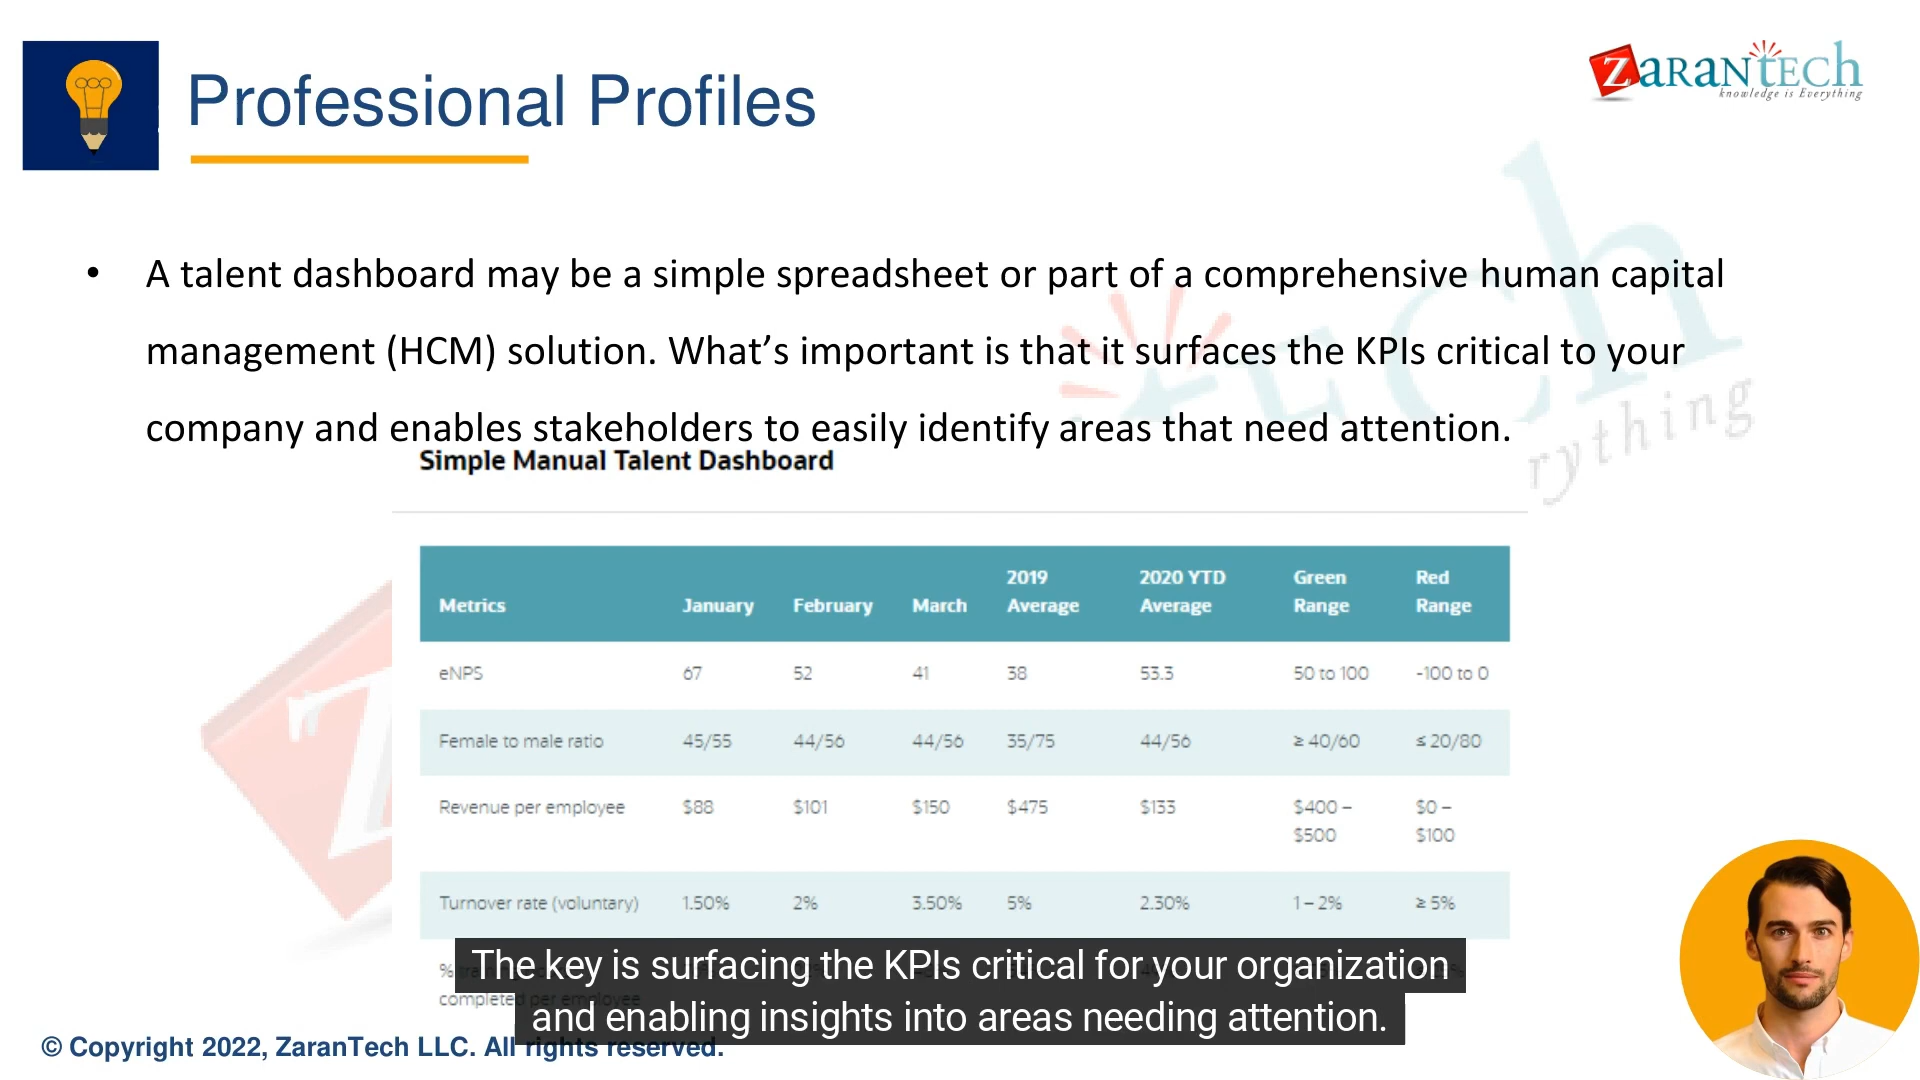 Professional Profiles
ZaranTech
knowledge is Everything
• A talent dashboard may be a simple spreadsheet or part of a comprehensive human capital
management (HCM) solution. What’s important is that it surfaces the KPIs critical to your
company and enables stakeholders to easily identify areas that need attention.
Simple Manual Talent Dashboard
Metrics January February March 2019 Average 2020 YTD Average Green Range Red Range
eNPS 67 52 41 38 53.3 50 to 100 -100 to 0
Female to male ratio 45/55 44/56 44/56 35/75 44/56 ≥ 40/60 ≤ 20/80
Revenue per employee $88 $101 $150 $475 $133 $400 – $500 $0 – $100
Turnover rate (voluntary) 1.50% 2% 3.50% 5% 2.30% 1 – 2% ≥ 5%
%
completed per employee
The key is surfacing the KPIs critical for your organization
and enabling insights into areas needing attention.
© Copyright 2022, ZaranTech LLC. All rights reserved.